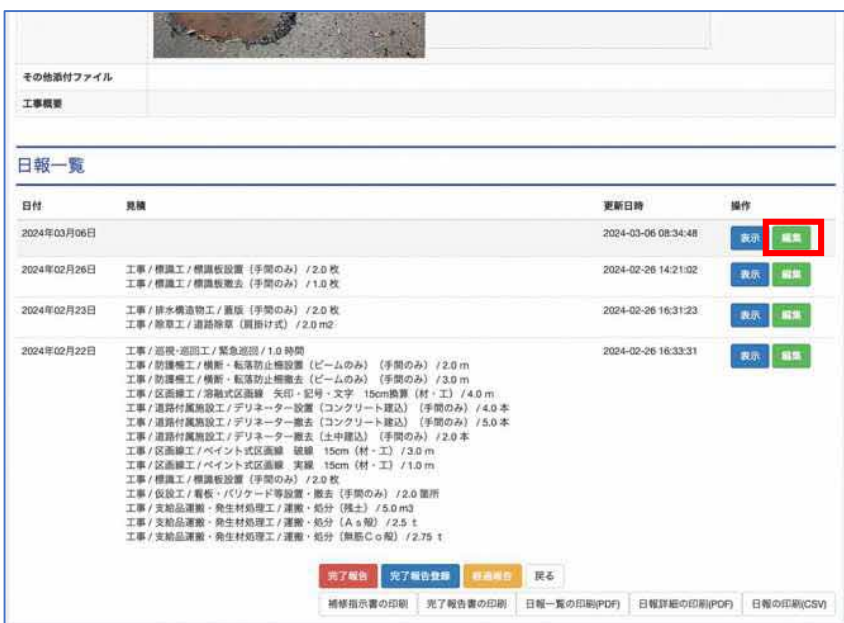 その他添付ファイル
工事概要
日報一覧
日付 見積 更新日時 操作
2024年03月06日 2024-03-06 08:34:48 表示 編集
2024年02月26日 工事 / 標識工 / 標識板設置（手間のみ） / 2.0 枚 2024-02-26 14:21:02 表示 編集
工事 / 標識工 / 標識板撤去（手間のみ） / 1.0 枚
2024年02月23日 工事 / 排水構造物工 / 蓋版（手間のみ） / 2.0 枚 2024-02-26 16:31:23 表示 編集
工事 / 除草工 / 道路除草（肩掛け式） / 2.0 m2
2024年02月22日 工事 / 巡視・巡回工 / 緊急巡回 / 1.0 時間 2024-02-26 16:33:31 表示 編集
工事 / 防護柵工 / 横断・転落防止柵設置（ビームのみ）（手間のみ） / 2.0 m
工事 / 防護柵工 / 横断・転落防止柵撤去（ビームのみ）（手間のみ） / 3.0 m
工事 / 区画線工 / 溶融式区画線　矢印・記号・文字　15cm換算（材・工） / 4.0 m
工事 / 道路付属施設工 / デリネーター設置（コンクリート建込）（手間のみ） / 4.0 本
工事 / 道路付属施設工 / デリネーター撤去（コンクリート建込）（手間のみ） / 5.0 本
工事 / 道路付属施設工 / デリネーター撤去（土中建込）（手間のみ） / 2.0 本
工事 / 区画線工 / ペイント式区画線　破線　15cm（材・工） / 3.0 m
工事 / 区画線工 / ペイント式区画線　実線　15cm（材・工） / 1.0 m
工事 / 標識工 / 標識板設置（手間のみ） / 2.0 枚
工事 / 仮設工 / 看板・バリケード等設置・撤去（手間のみ） / 2.0 箇所
工事 / 支給品運搬・発生材処理工 / 運搬・処分（残土） / 5.0 m3
工事 / 支給品運搬・発生材処理工 / 運搬・処分（Ａｓ殻） / 2.5 ｔ
工事 / 支給品運搬・発生材処理工 / 運搬・処分（無筋Ｃｏ殻） / 2.75 ｔ
完了報告 完了報告登録 経過報告 戻る
補修指示書の印刷 完了報告書の印刷 日報一覧の印刷(PDF) 日報詳細の印刷(PDF) 日報の印刷(CSV)